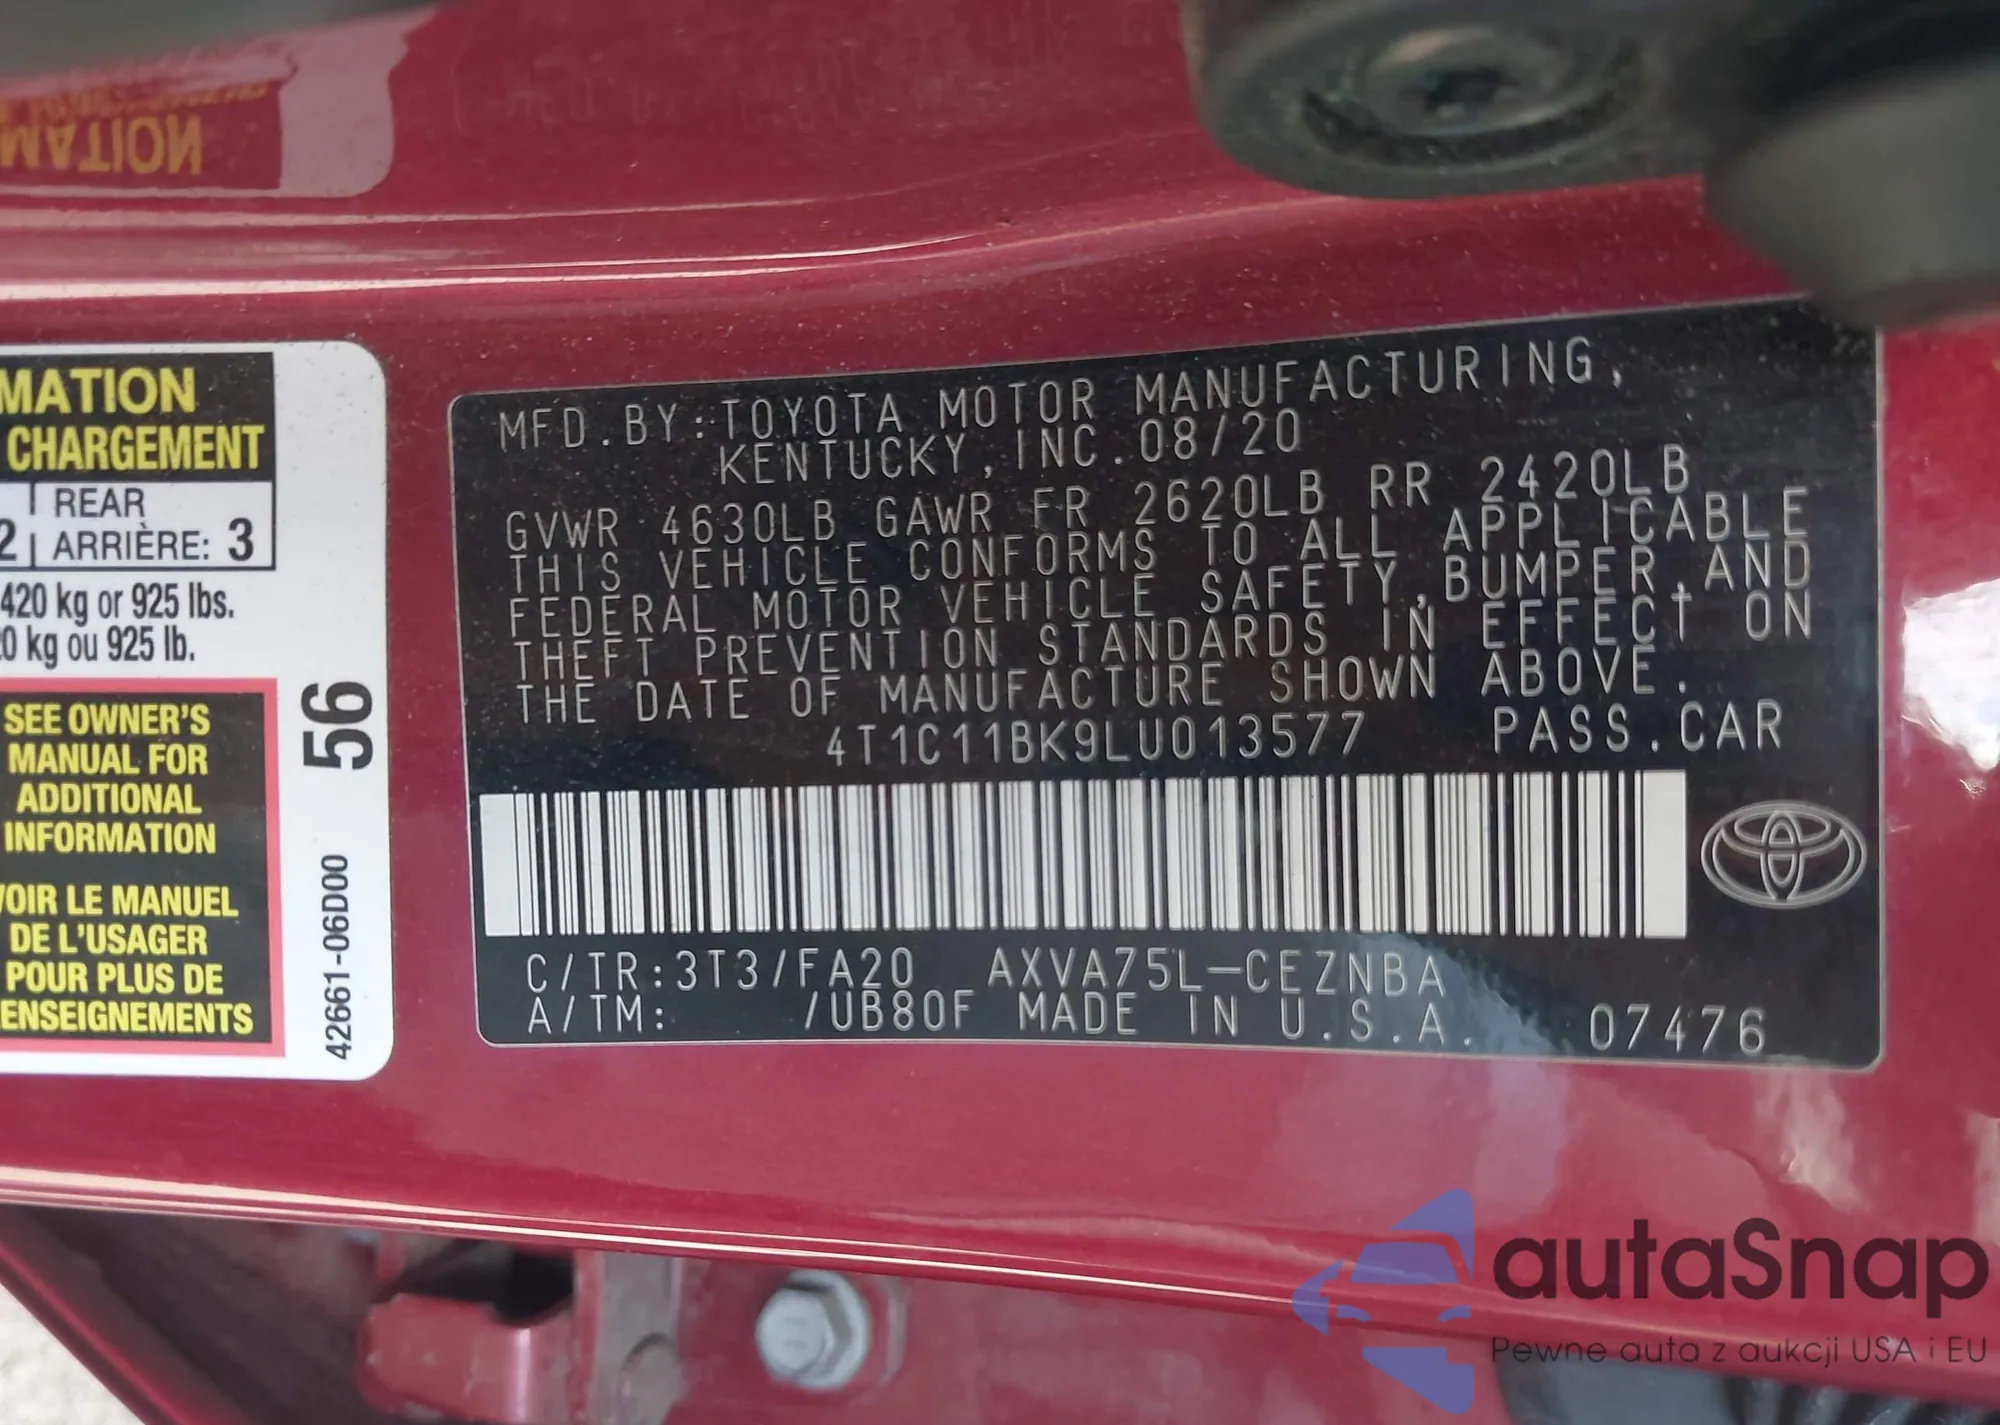 MATION
MATION
CHARGEMENT
2 REAR
ARRIÈRE: 3
420 kg or 925 lbs.
0 kg ou 925 lb.
SEE OWNER'S
MANUAL FOR
ADDITIONAL
INFORMATION
VOIR LE MANUEL
DE L'USAGER
POUR PLUS DE
ENSEIGNEMENTS
56
42661-06D00
MFD.BY:TOYOTA MOTOR MANUFACTURING,
KENTUCKY,INC.08/20
GVWR 4630LB GAWR FR 2620LB RR 2420LB
THIS VEHICLE CONFORMS TO ALL APPLICABLE
FEDERAL MOTOR VEHICLE SAFETY,BUMPER,AND
THEFT PREVENTION STANDARDS IN EFFECT ON
THE DATE OF MANUFACTURE SHOWN ABOVE.
4T1C11BK9LU013577 PASS.CAR
C/TR:3T3/FA20 AXVA75L-CEZNBA
A/TM: /UB80F MADE IN U.S.A. 07476
autaSnap
Pewne auta z aukcji USA i EU